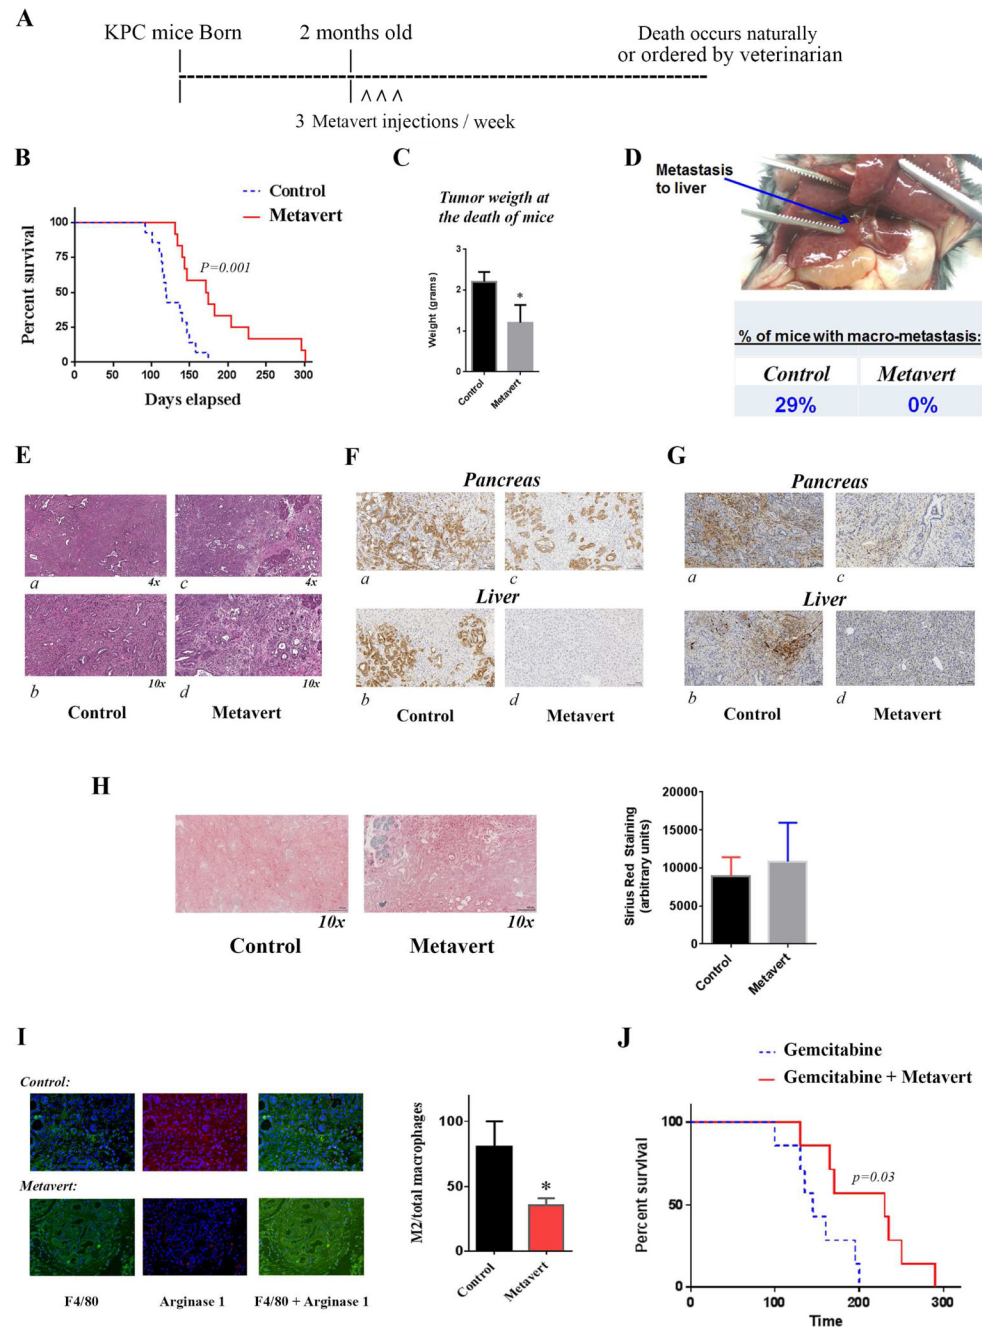 A
KPC mice Born
2 months old
Death occurs naturally
or ordered by veterinarian
3 Metavert injections / week
B
Control
Metavert
P=0.001
Percent survival
100
75
50
25
0
0 50 100 150 200 250 300
Days elapsed
C
Tumor weigth at
the death of mice
Weight (grams)
3
2
1
0
*
Control
Metavert
D
Metastasis
to liver
% of mice with macro-metastasis:
Control Metavert
29% 0%
E
a 4x
c 4x
b 10x
d 10x
Control Metavert
F
Pancreas
a c
Liver
b d
Control Metavert
G
Pancreas
a c
Liver
b d
Control Metavert
H
10x 10x
Control Metavert
Sirius Red Staining
(arbitrary units)
20000
15000
10000
5000
0
Control
Metavert
I
Control:
Metavert:
F4/80 Arginase 1 F4/80 + Arginase 1
M2/total macrophages
100
50
0
*
Control
Metavert
J
Gemcitabine
Gemcitabine + Metavert
p=0.03
Percent survival
100
50
0
0 100 200 300
Time